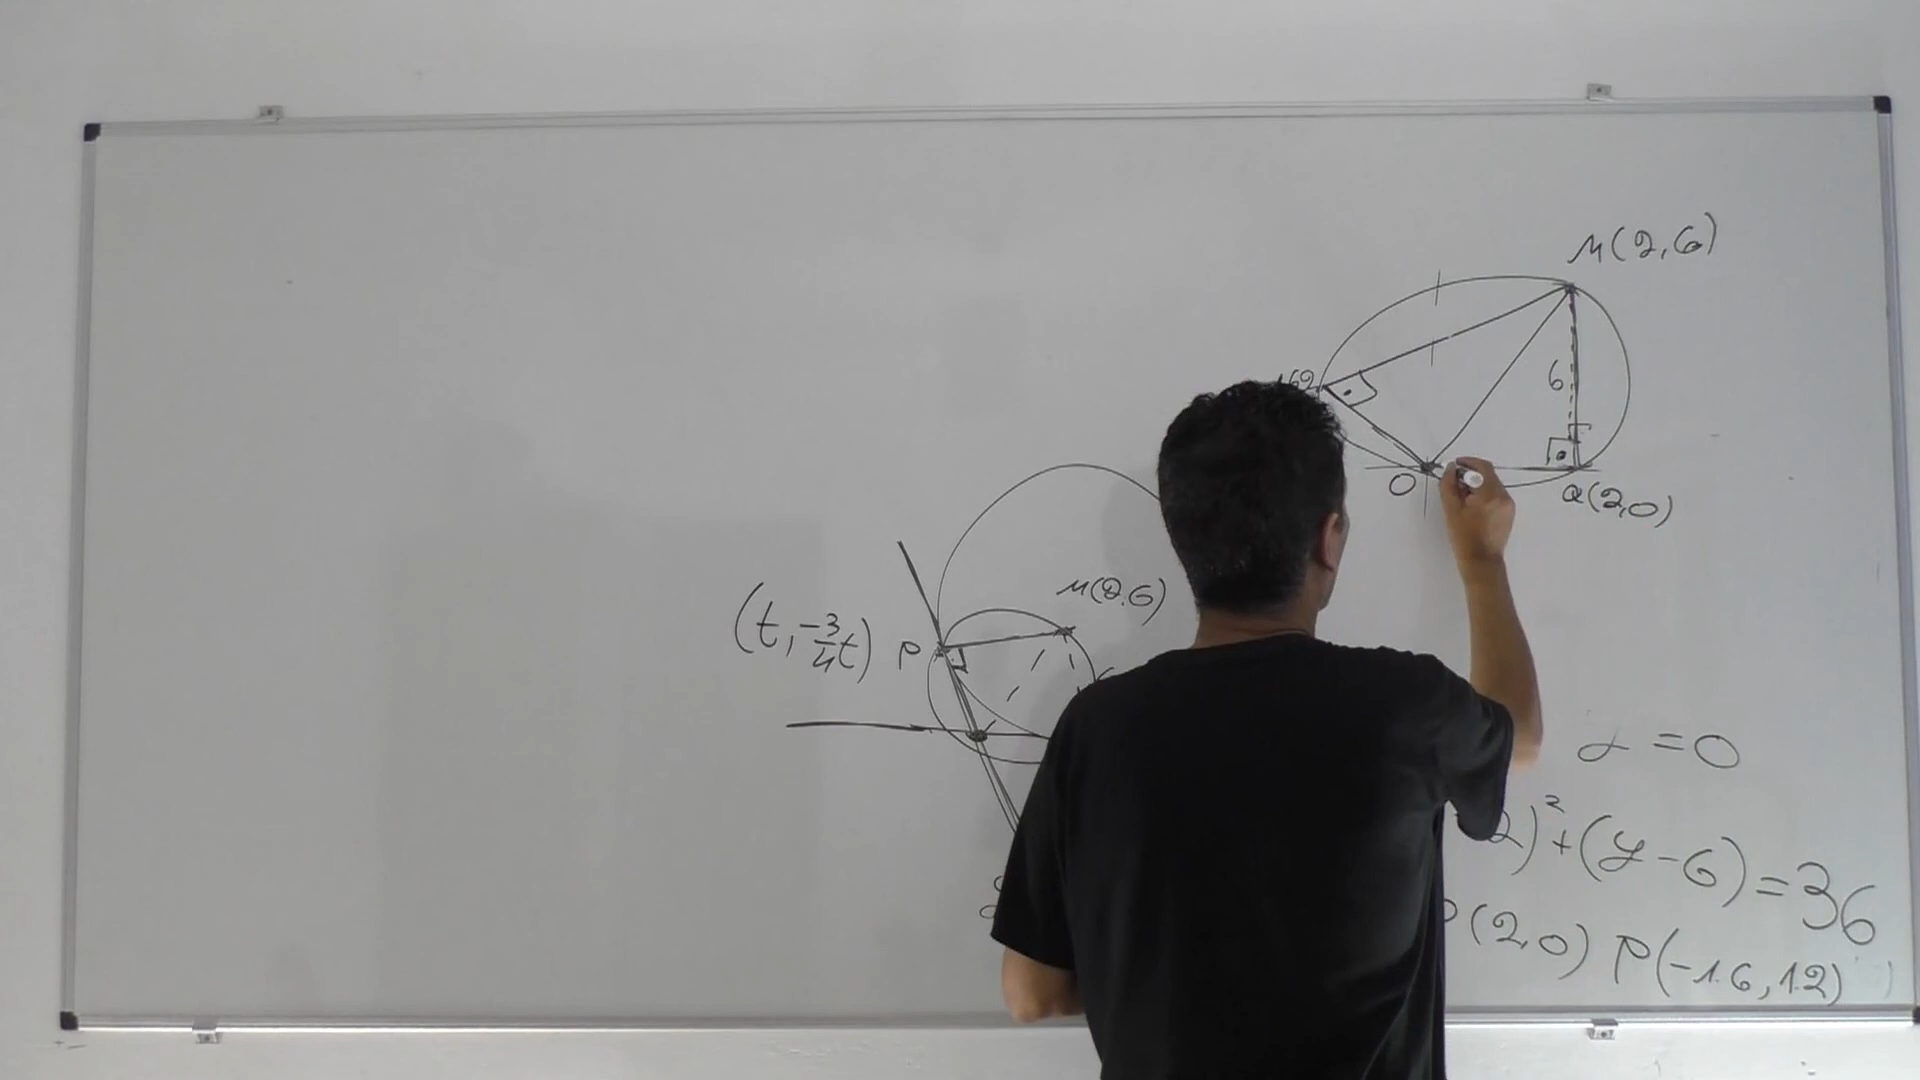 M(2,6)
6
O
Q(2,0)
M(2,6)
(t, -3/4 t) P
y = 0
2)² + (y - 6) = 36
(2,0) P(-1.6, 1.2)